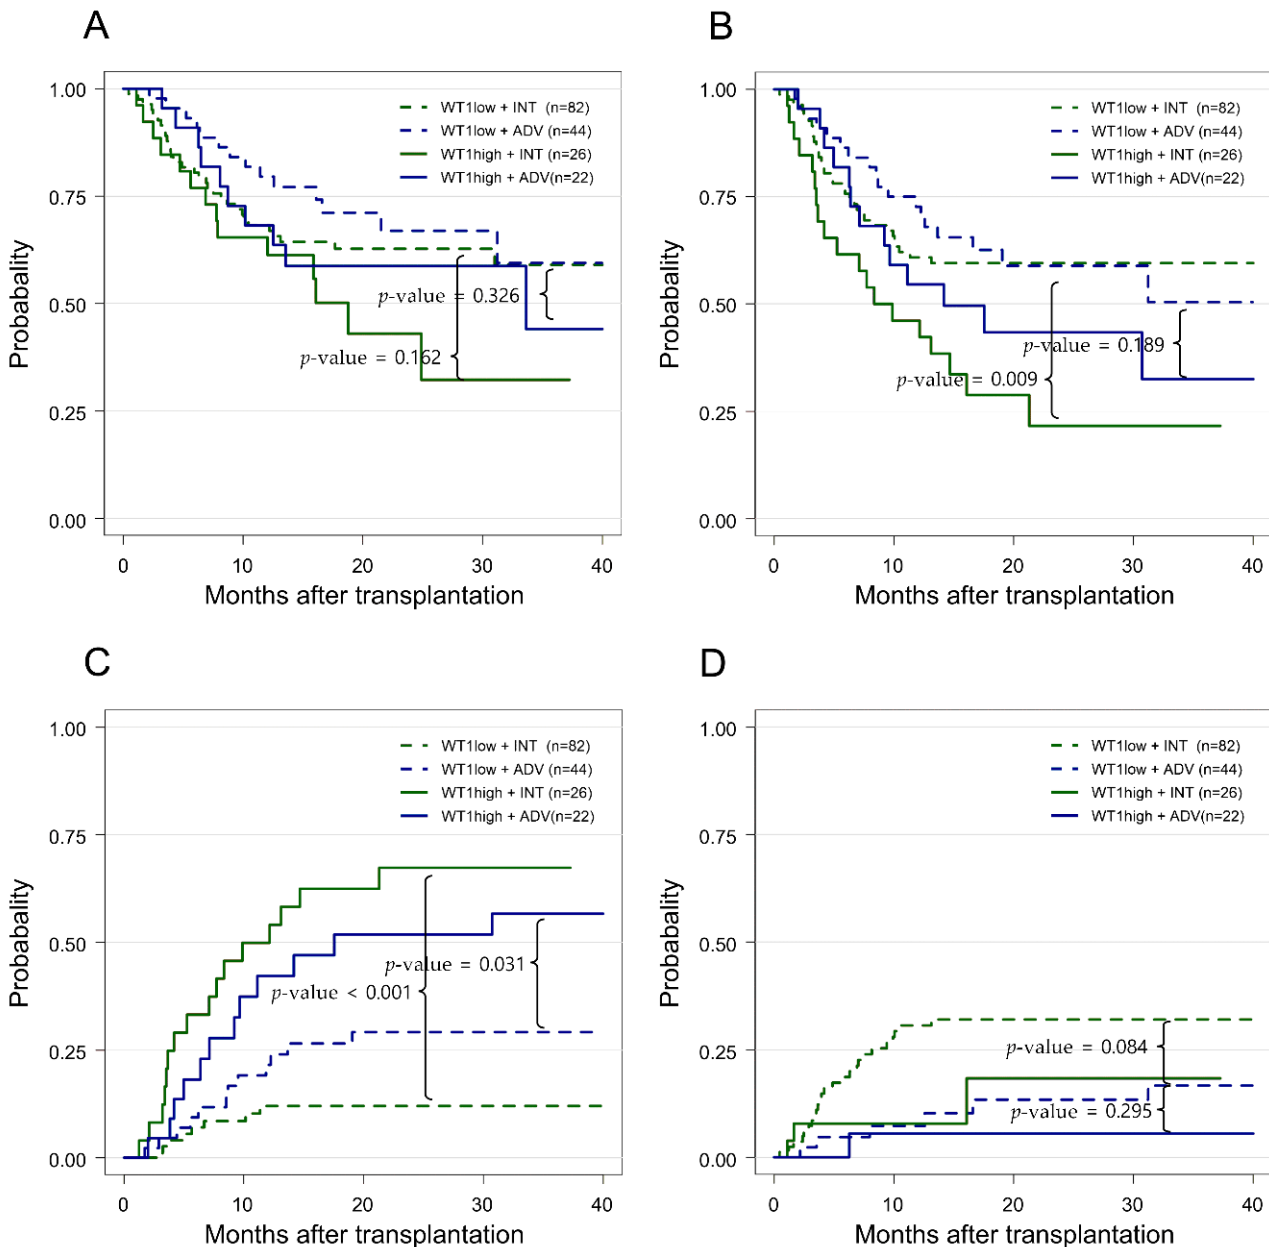 A
1.00
0.75
0.50
0.25
0.00
Probabality
WT1low + INT (n=82)
WT1low + ADV (n=44)
WT1high + INT (n=26)
WT1high + ADV(n=22)
p-value = 0.326
p-value = 0.162
0 10 20 30 40
Months after transplantation
B
1.00
0.75
0.50
0.25
0.00
Probabality
WT1low + INT (n=82)
WT1low + ADV (n=44)
WT1high + INT (n=26)
WT1high + ADV(n=22)
p-value = 0.189
p-value = 0.009
0 10 20 30 40
Months after transplantation
C
1.00
0.75
0.50
0.25
0.00
Probabality
WT1low + INT (n=82)
WT1low + ADV (n=44)
WT1high + INT (n=26)
WT1high + ADV(n=22)
p-value = 0.031
p-value < 0.001
0 10 20 30 40
Months after transplantation
D
1.00
0.75
0.50
0.25
0.00
Probabality
WT1low + INT (n=82)
WT1low + ADV (n=44)
WT1high + INT (n=26)
WT1high + ADV(n=22)
p-value = 0.084
p-value = 0.295
0 10 20 30 40
Months after transplantation